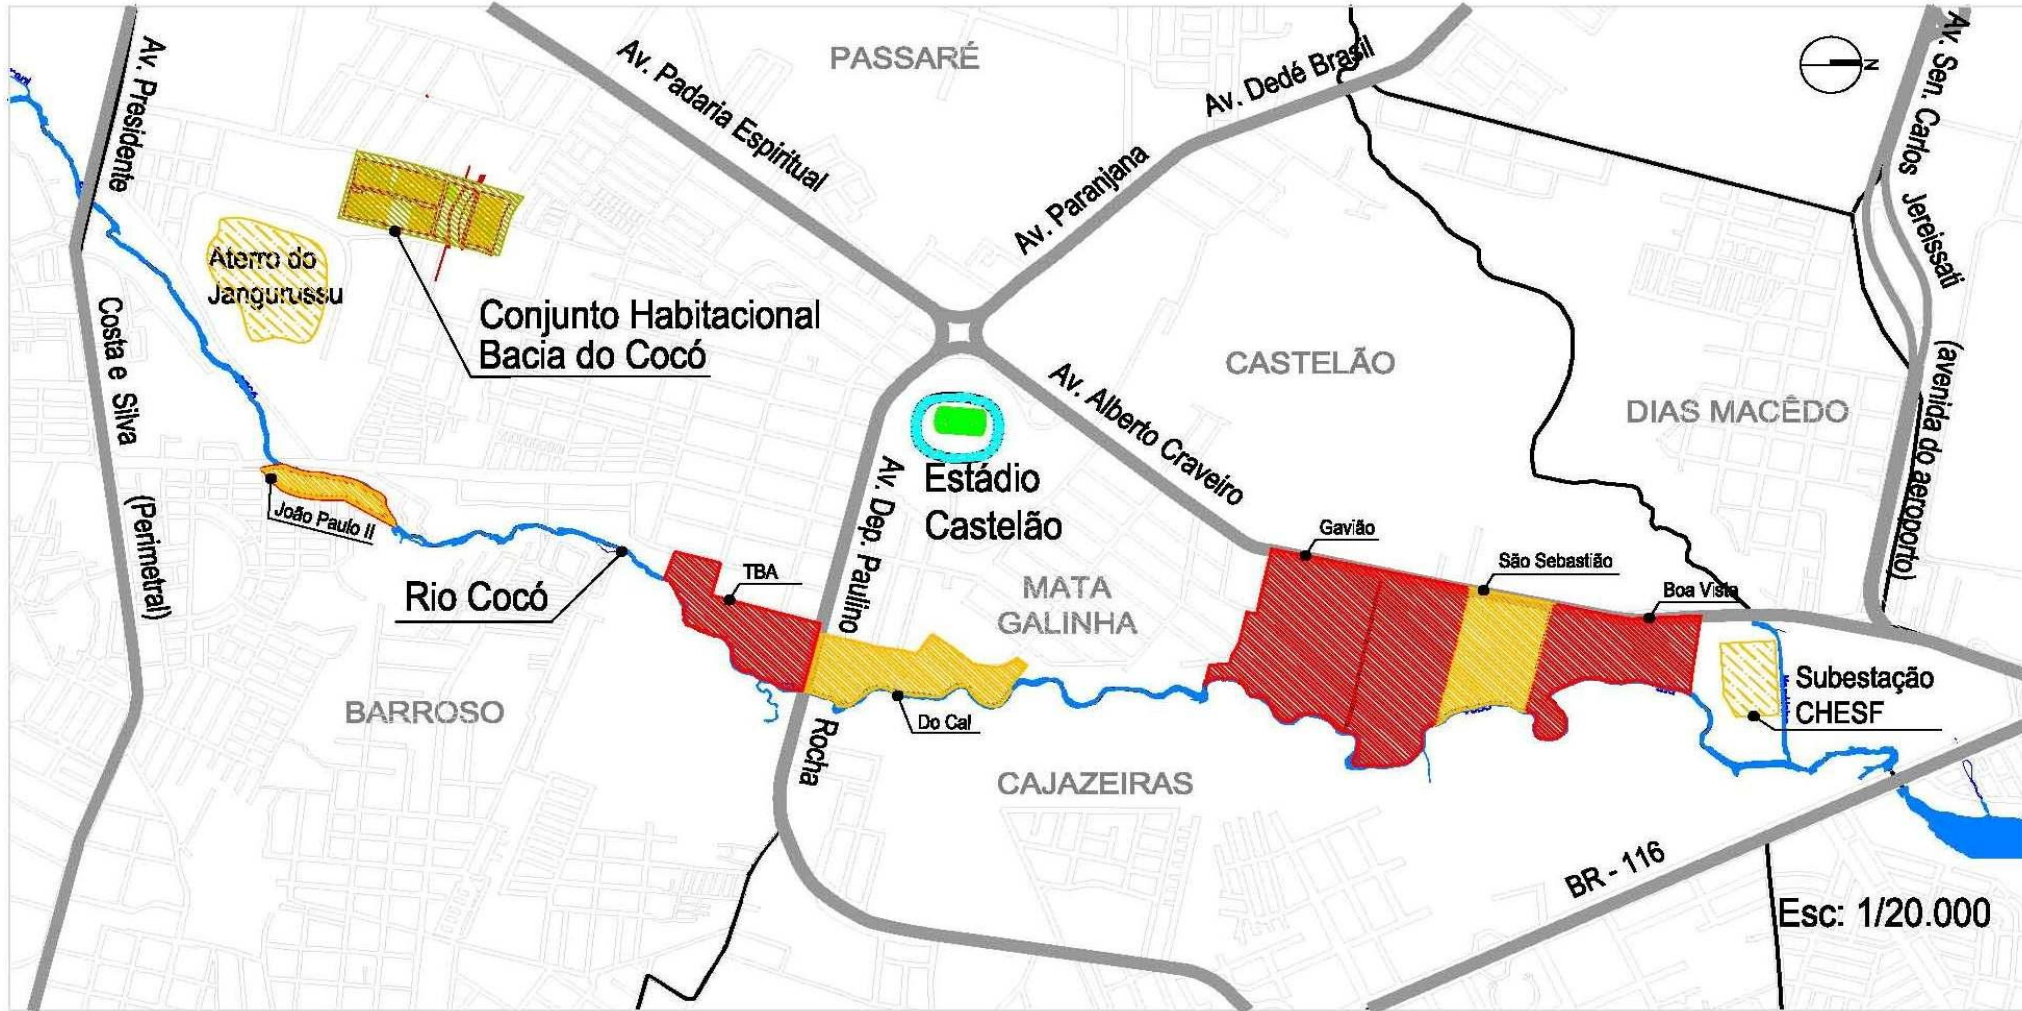 PASSARÉ
Av. Presidente
Costa e Silva
(Perimetral)
Av. Padaria Espiritual
Av. Dedé Brasil
Av. Paranjana
N
Av. Sen. Carlos Jereissati
(avenida do aeroporto)
Aterro do
Jangurussu
Conjunto Habitacional
Bacia do Cocó
CASTELÃO
DIAS MACÊDO
Av. Alberto Craveiro
Estádio
Castelão
Av. Dep. Paulino
Rocha
João Paulo II
Rio Cocó
TBA
MATA
GALINHA
Gavião
São Sebastião
Boa Vista
Subestação
CHESF
BARROSO
Do Cal
CAJAZEIRAS
BR - 116
Esc: 1/20.000